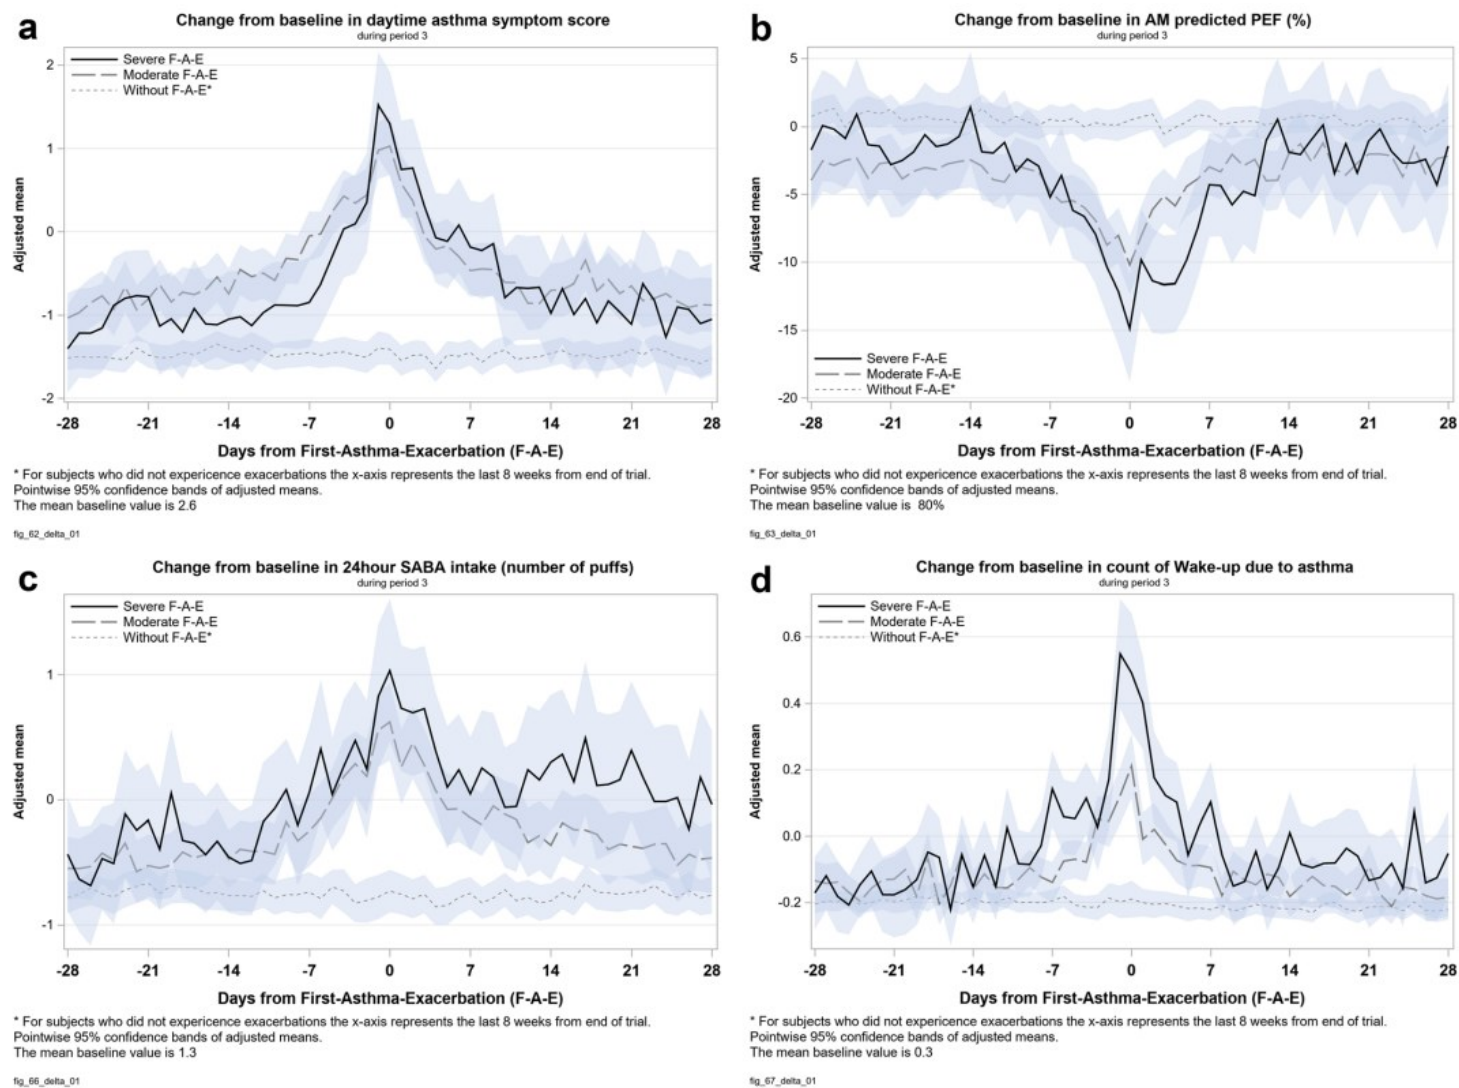 a
Change from baseline in daytime asthma symptom score
during period 3
Severe F-A-E
Moderate F-A-E
Without F-A-E*
Adjusted mean
2
1
0
-1
-2
-28 -21 -14 -7 0 7 14 21 28
Days from First-Asthma-Exacerbation (F-A-E)
* For subjects who did not expericence exacerbations the x-axis represents the last 8 weeks from end of trial.
Pointwise 95% confidence bands of adjusted means.
The mean baseline value is 2.6
fig_62_delta_01
b
Change from baseline in AM predicted PEF (%)
during period 3
Adjusted mean
5
0
-5
-10
-15
-20
Severe F-A-E
Moderate F-A-E
Without F-A-E*
-28 -21 -14 -7 0 7 14 21 28
Days from First-Asthma-Exacerbation (F-A-E)
* For subjects who did not expericence exacerbations the x-axis represents the last 8 weeks from end of trial.
Pointwise 95% confidence bands of adjusted means.
The mean baseline value is 80%
fig_63_delta_01
c
Change from baseline in 24hour SABA intake (number of puffs)
during period 3
Severe F-A-E
Moderate F-A-E
Without F-A-E*
Adjusted mean
1
0
-1
-28 -21 -14 -7 0 7 14 21 28
Days from First-Asthma-Exacerbation (F-A-E)
* For subjects who did not expericence exacerbations the x-axis represents the last 8 weeks from end of trial.
Pointwise 95% confidence bands of adjusted means.
The mean baseline value is 1.3
fig_66_delta_01
d
Change from baseline in count of Wake-up due to asthma
during period 3
Severe F-A-E
Moderate F-A-E
Without F-A-E*
Adjusted mean
0.6
0.4
0.2
0.0
-0.2
-28 -21 -14 -7 0 7 14 21 28
Days from First-Asthma-Exacerbation (F-A-E)
* For subjects who did not expericence exacerbations the x-axis represents the last 8 weeks from end of trial.
Pointwise 95% confidence bands of adjusted means.
The mean baseline value is 0.3
fig_67_delta_01